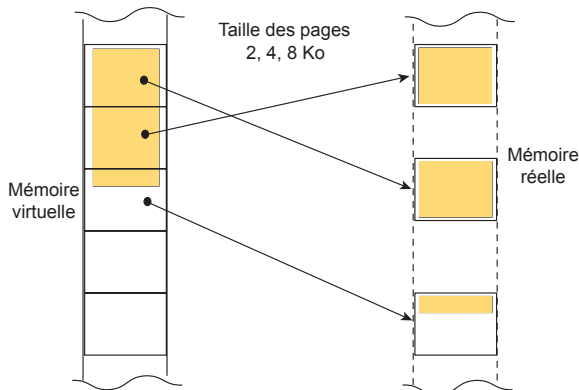 Taille des pages
2, 4, 8 Ko
Mémoire
virtuelle
Mémoire
réelle